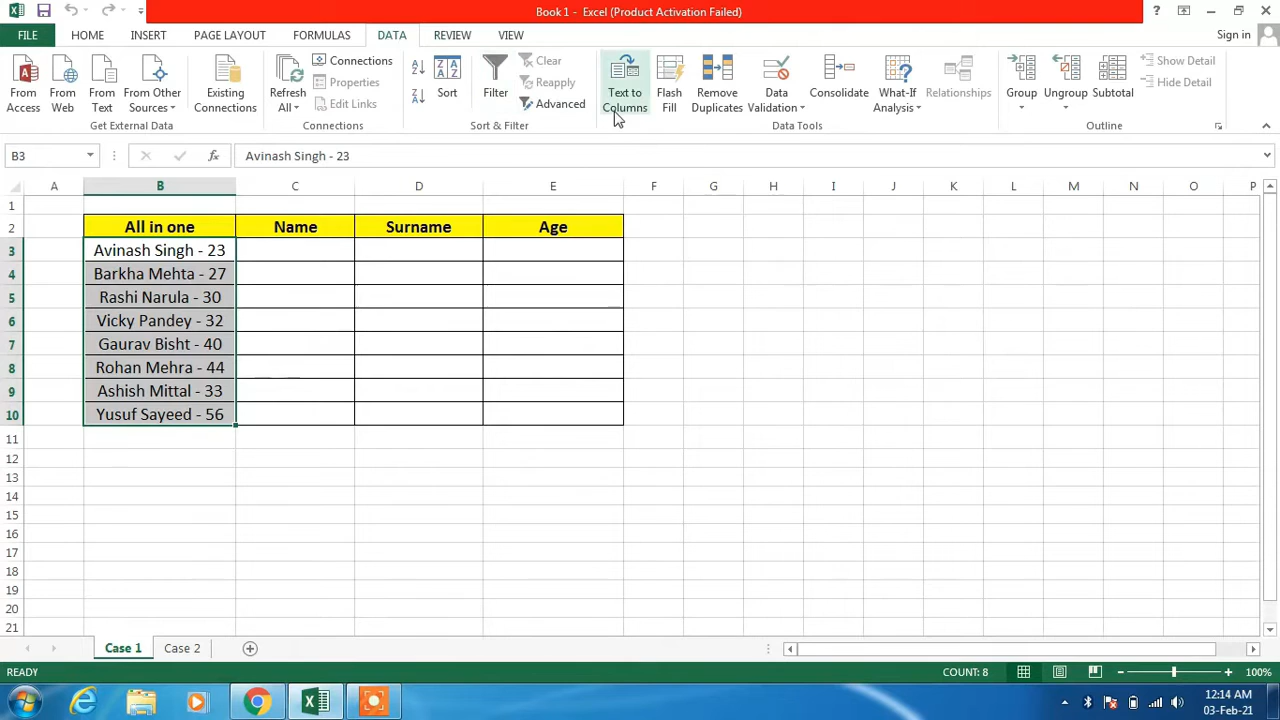 Book 1 - Excel (Product Activation Failed)
?
FILE HOME INSERT PAGE LAYOUT FORMULAS DATA REVIEW VIEW Sign in
From Access
From Web
From Text
From Other Sources
Existing Connections
Get External Data
Refresh All
Connections
Properties
Edit Links
Connections
Sort
Filter
Clear
Reapply
Advanced
Sort & Filter
Text to Columns
Flash Fill
Remove Duplicates
Data Validation
Consolidate
What-If Analysis
Relationships
Data Tools
Group
Ungroup
Subtotal
Show Detail
Hide Detail
Outline
B3 fx Avinash Singh - 23
A B C D E F G H I J K L M N O P
1
2 All in one Name Surname Age
3 Avinash Singh - 23
4 Barkha Mehta - 27
5 Rashi Narula - 30
6 Vicky Pandey - 32
7 Gaurav Bisht - 40
8 Rohan Mehra - 44
9 Ashish Mittal - 33
10 Yusuf Sayeed - 56
11
12
13
14
15
16
17
18
19
20
21
Case 1 Case 2
READY COUNT: 8 100%
12:14 AM
03-Feb-21